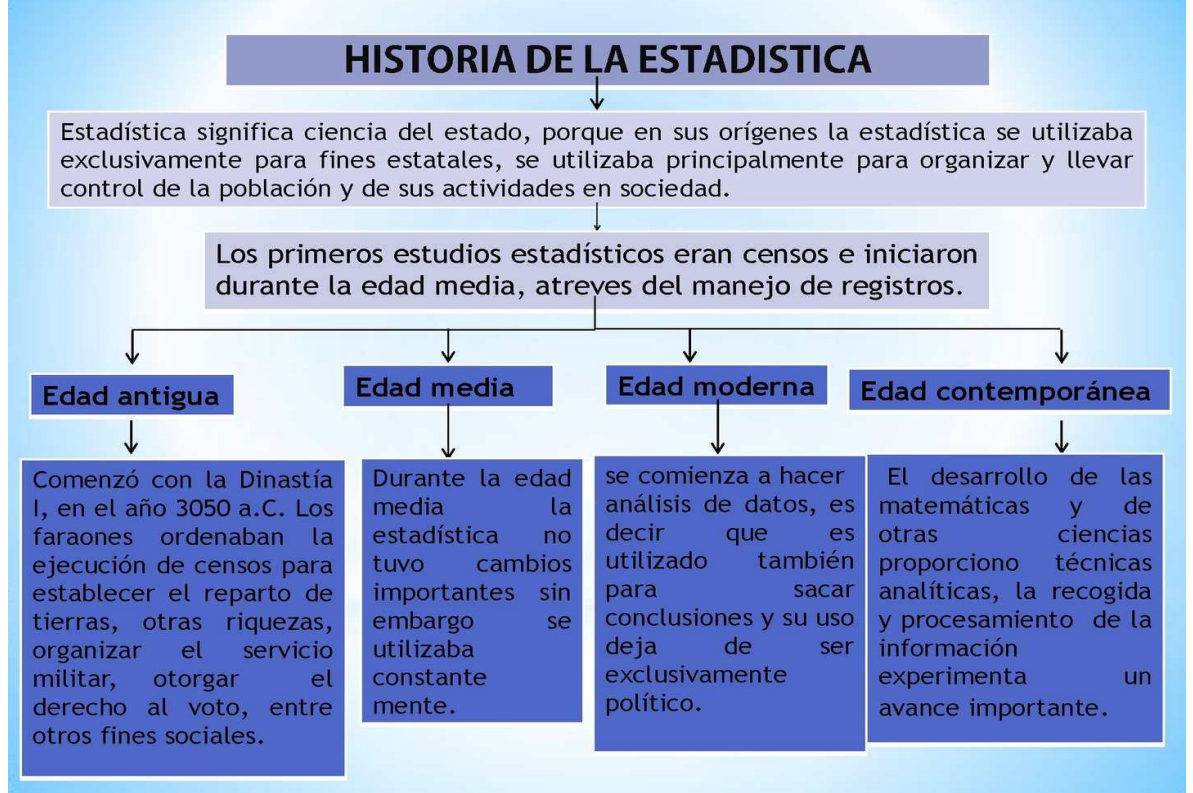 HISTORIA DE LA ESTADISTICA
Estadística significa ciencia del estado, porque en sus orígenes la estadística se utilizaba
exclusivamente para fines estatales, se utilizaba principalmente para organizar y llevar
control de la población y de sus actividades en sociedad.
Los primeros estudios estadísticos eran censos e iniciaron
durante la edad media, atreves del manejo de registros.
Edad antigua
Comenzó con la Dinastía
I, en el año 3050 a.C. Los
faraones ordenaban la
ejecución de censos para
establecer el reparto de
tierras, otras riquezas,
organizar el servicio
militar, otorgar el
derecho al voto, entre
otros fines sociales.
Edad media
Durante la edad
media la
estadística no
tuvo cambios
importantes sin
embargo se
utilizaba
constante
mente.
Edad moderna
se comienza a hacer
análisis de datos, es
decir que es
utilizado también
para sacar
conclusiones y su uso
deja de ser
exclusivamente
político.
Edad contemporánea
El desarrollo de las
matemáticas y de
otras ciencias
proporciono técnicas
analíticas, la recogida
y procesamiento de la
información
experimenta un
avance importante.